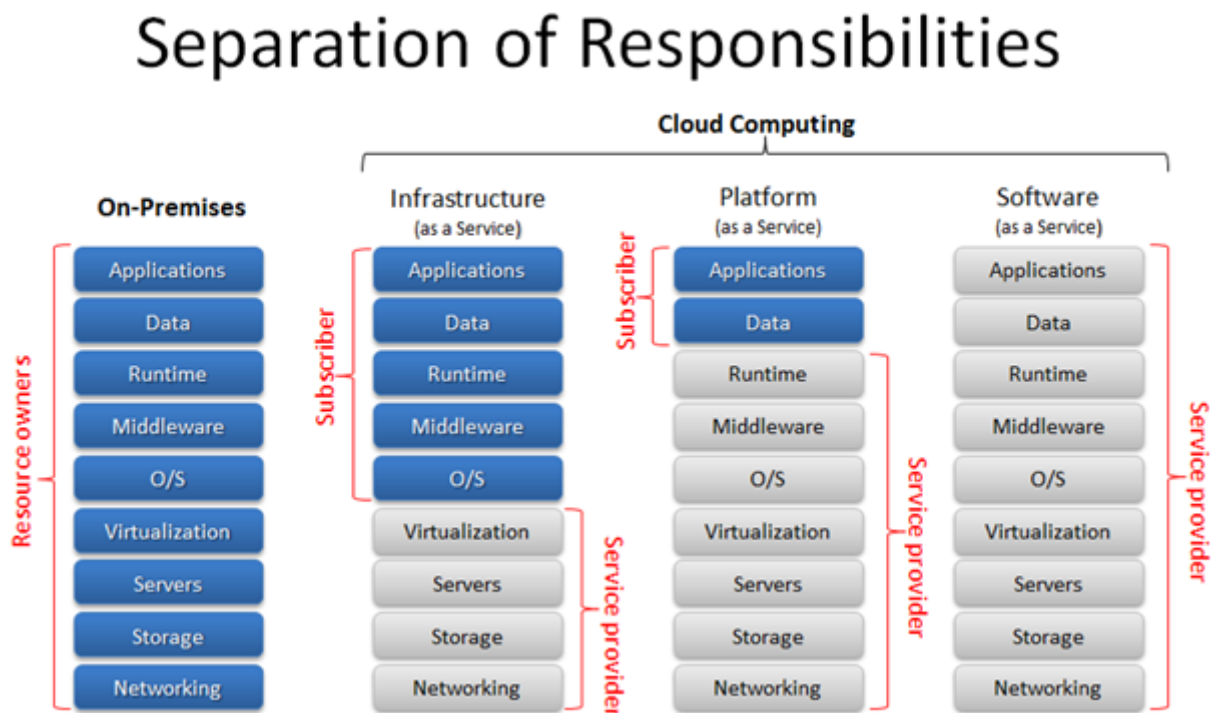 Separation of Responsibilities
Cloud Computing
On-Premises
Resource owners
Applications
Data
Runtime
Middleware
O/S
Virtualization
Servers
Storage
Networking
Infrastructure
(as a Service)
Subscriber
Applications
Data
Runtime
Middleware
O/S
Virtualization
Servers
Storage
Networking
Service provider
Platform
(as a Service)
Subscriber
Applications
Data
Runtime
Middleware
O/S
Virtualization
Servers
Storage
Networking
Service provider
Software
(as a Service)
Applications
Data
Runtime
Middleware
O/S
Virtualization
Servers
Storage
Networking
Service provider